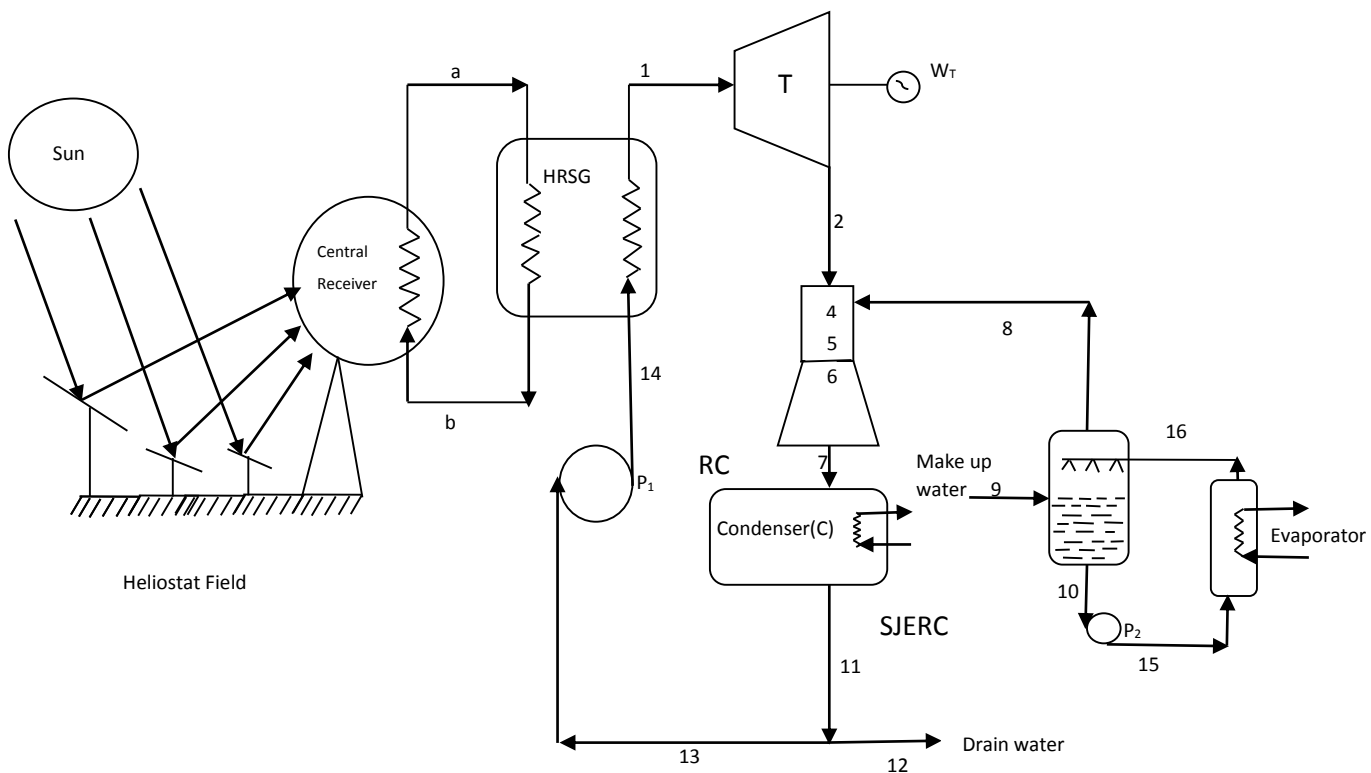 a
1
T
W_T
Sun
HRSG
2
Central
Receiver
4
5
6
8
14
b
16
7
RC
P₁
Make up
water
9
Condenser(C)
Evaporator
Heliostat Field
10
P₂
SJERC
15
11
13
12
Drain water